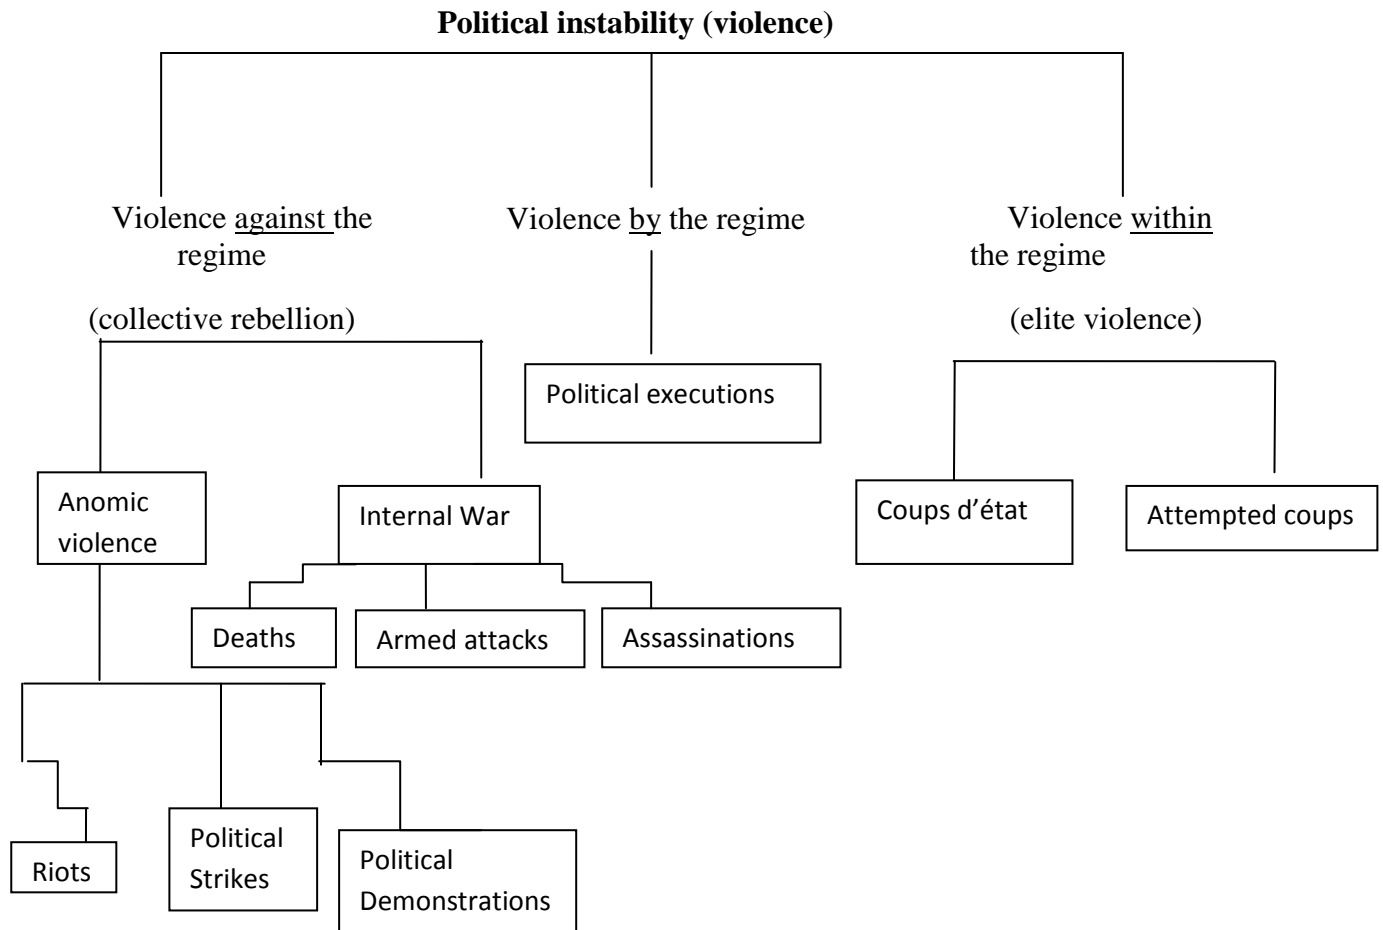 Political instability (violence)
Violence against the
regime
(collective rebellion)
Violence by the regime
Violence within
the regime
(elite violence)
Political executions
Anomic
violence
Internal War
Coups d’état
Attempted coups
Deaths
Armed attacks
Assassinations
Riots
Political
Strikes
Political
Demonstrations